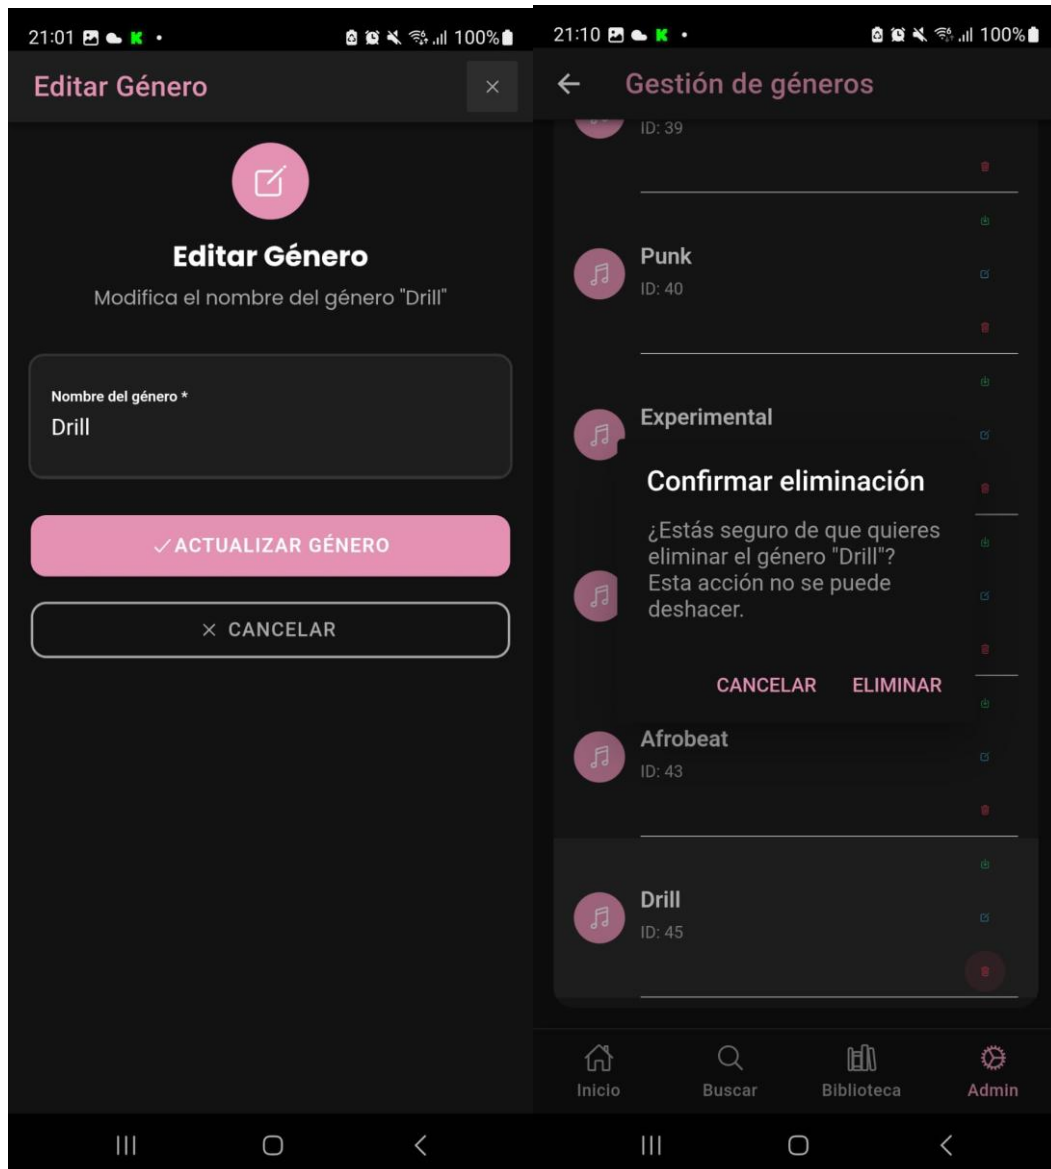 21:01
100%
Editar Género
Editar Género
Modifica el nombre del género "Drill"
Nombre del género *
Drill
ACTUALIZAR GÉNERO
CANCELAR
21:10
100%
Gestión de géneros
ID: 39
Punk
ID: 40
Experimental
Confirmar eliminación
¿Estás seguro de que quieres
eliminar el género "Drill"?
Esta acción no se puede
deshacer.
CANCELAR ELIMINAR
Afrobeat
ID: 43
Drill
ID: 45
Inicio Buscar Biblioteca Admin